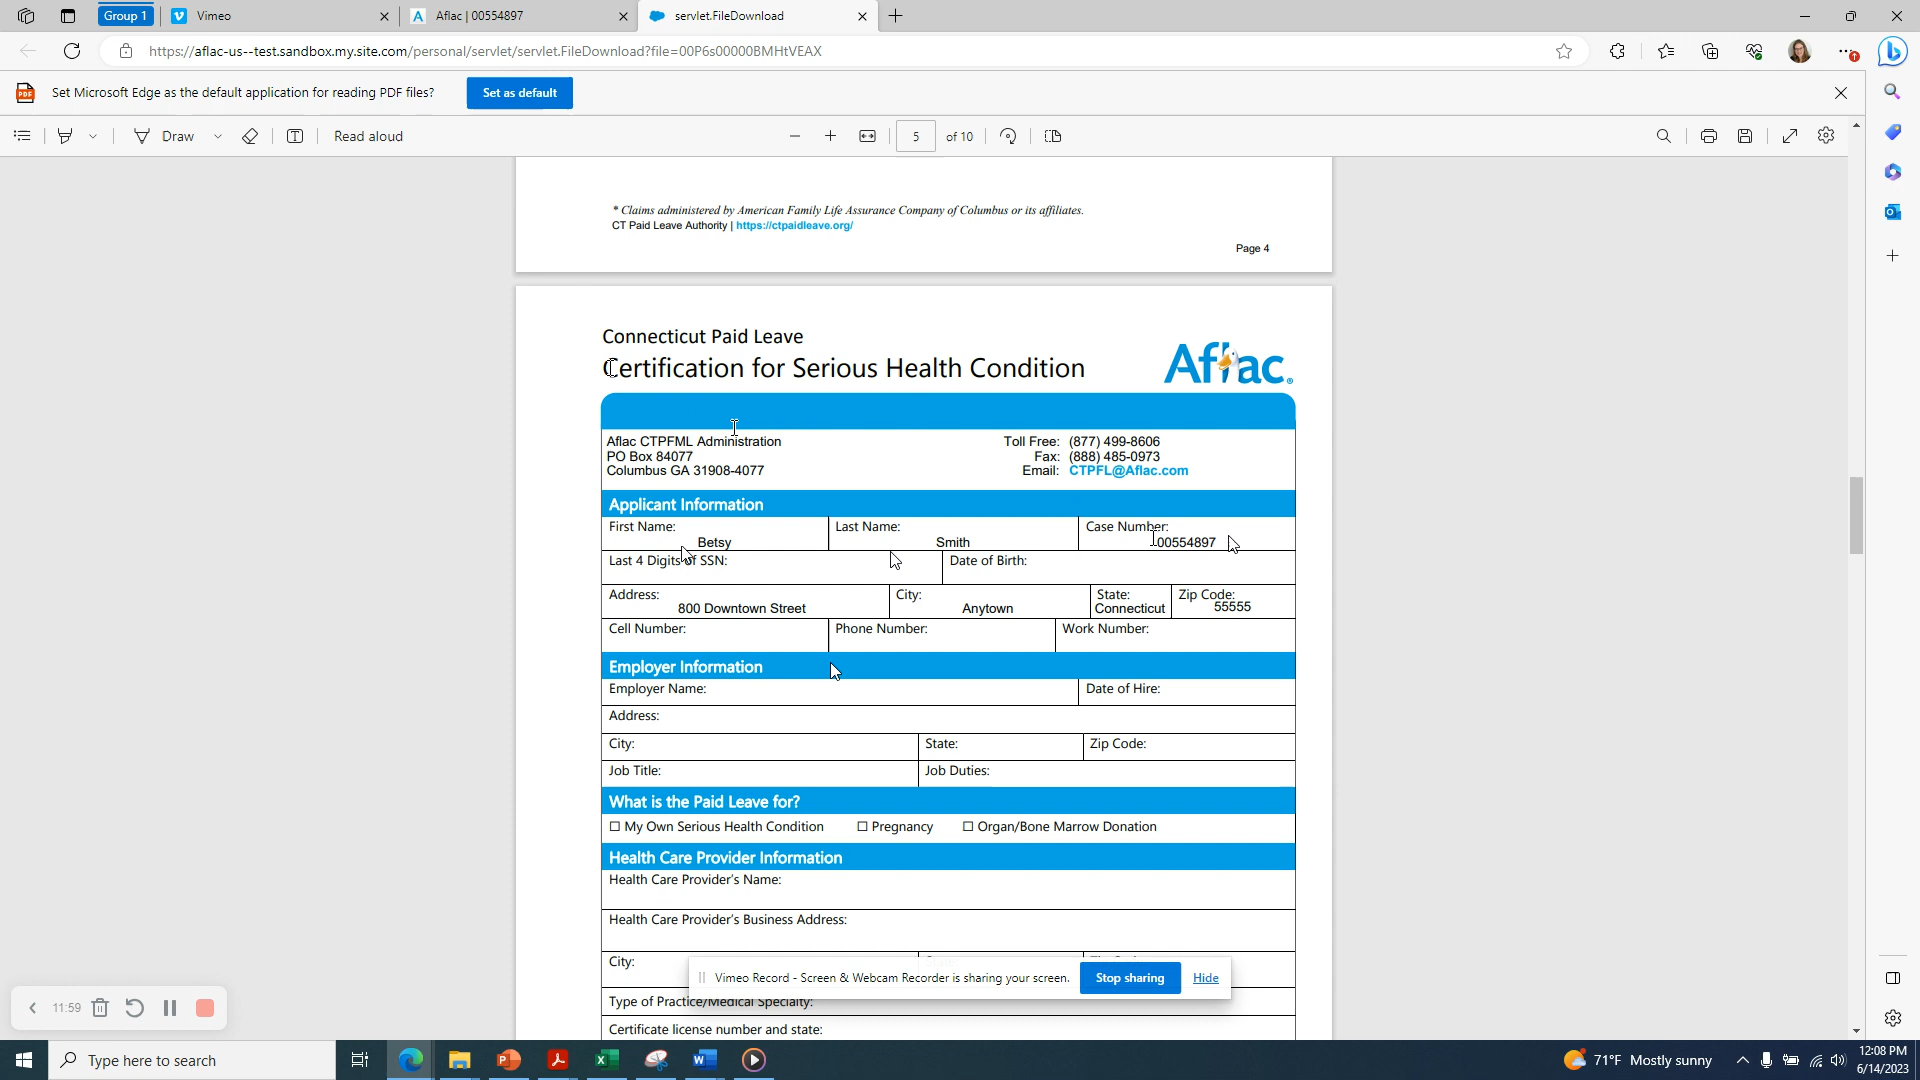 Group 1
Vimeo
Aflac | 00554897
servlet.FileDownload
https://aflac-us--test.sandbox.my.site.com/personal/servlet/servlet.FileDownload?file=00P6s00000BMHtVEAX
Set Microsoft Edge as the default application for reading PDF files?
Set as default
Draw
Read aloud
5 of 10
* Claims administered by American Family Life Assurance Company of Columbus or its affiliates.
CT Paid Leave Authority | https://ctpaidleave.org/
Page 4
Connecticut Paid Leave
Certification for Serious Health Condition
Aflac
Aflac CTPFML Administration
PO Box 84077
Columbus GA 31908-4077
Toll Free: (877) 499-8606
Fax: (888) 485-0973
Email: CTPFL@Aflac.com
Applicant Information
First Name: Betsy
Last Name: Smith
Case Number: 00554897
Last 4 Digits of SSN:
Date of Birth:
Address: 800 Downtown Street
City: Anytown
State: Connecticut
Zip Code: 55555
Cell Number:
Phone Number:
Work Number:
Employer Information
Employer Name:
Date of Hire:
Address:
City:
State:
Zip Code:
Job Title:
Job Duties:
What is the Paid Leave for?
☐ My Own Serious Health Condition ☐ Pregnancy ☐ Organ/Bone Marrow Donation
Health Care Provider Information
Health Care Provider's Name:
Health Care Provider's Business Address:
City:
Vimeo Record - Screen & Webcam Recorder is sharing your screen.
Stop sharing
Hide
Type of Practice/Medical Specialty:
Certificate license number and state:
11:59
Type here to search
71°F Mostly sunny
12:08 PM
6/14/2023